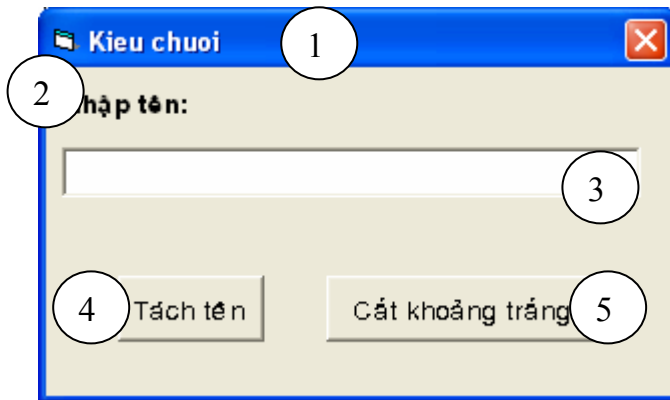 Kieu chuoi 1
2 hập tên:
3
4 Tách tên Cắt khoảng trắng 5